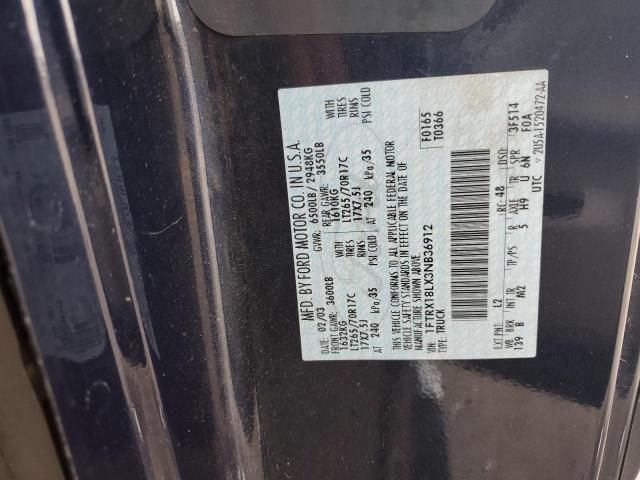 MFD. BY FORD MOTOR CO. IN U.S.A.
02/03 GVWR: 6500LB/ 2948KG
FRONT GAWR: 3600LB REAR GAWR: 3550LB
1632KG 1610KG WITH
LT265/70R17C LT265/70R17C TIRES
17X7.5J 17X7.5J RIMS
AT 240 kPa/35 PSI COLD AT 240 kPa/35 PSI COLD
THIS VEHICLE CONFORMS TO ALL APPLICABLE FEDERAL MOTOR
VEHICLE SAFETY STANDARDS IN EFFECT ON THE DATE OF
MANUFACTURE SHOWN ABOVE.
VIN: 1FTRX18LX3NB36912 F0165
TYPE: TRUCK T0366
EXT PNT: L2 RC: 48 DSO:
WB BRK INT TR TP/PS R AXLE TR SPR 3F514
139 B M2 5 H9 U 6N F0A
UTC 2U5A-1520472-AA
WITH
TIRES
RIMS